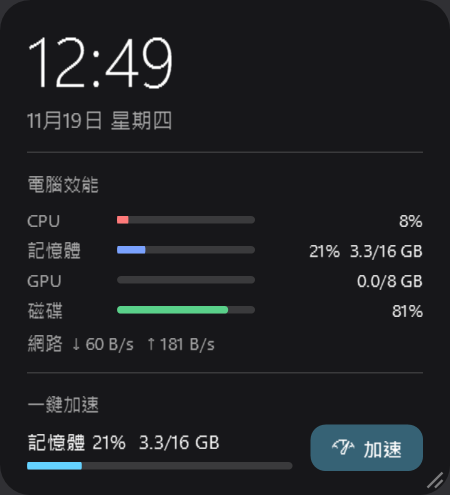 12:49
11月19日 星期四
電腦效能
CPU 8%
記憶體 21% 3.3/16 GB
GPU 0.0/8 GB
磁碟 81%
網路 ↓ 60 B/s ↑ 181 B/s
一鍵加速
記憶體 21% 3.3/16 GB
加速